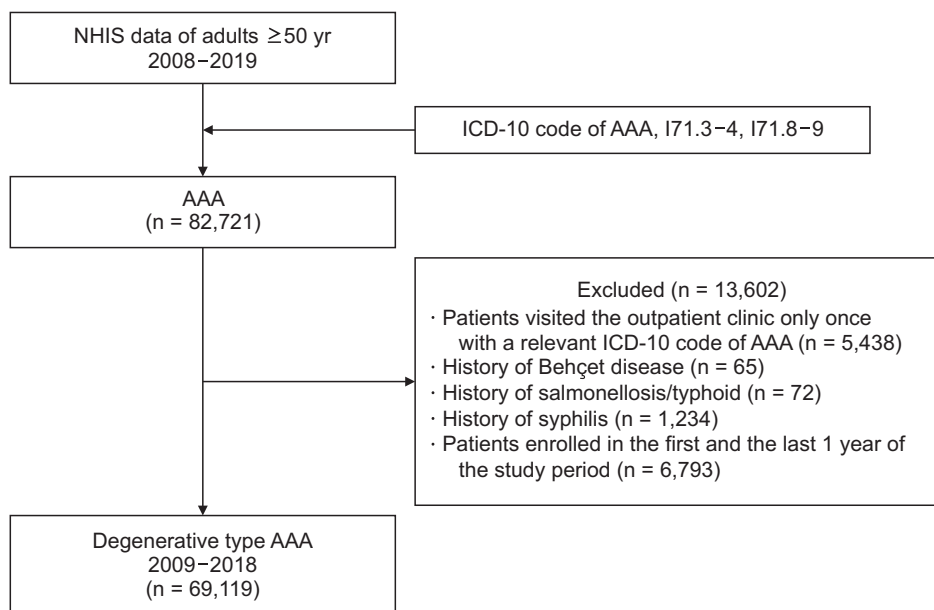 NHIS data of adults ≥50 yr
2008−2019
ICD-10 code of AAA, I71.3−4, I71.8−9
AAA
(n = 82,721)
Excluded (n = 13,602)
· Patients visited the outpatient clinic only once
with a relevant ICD-10 code of AAA (n = 5,438)
· History of Behçet disease (n = 65)
· History of salmonellosis/typhoid (n = 72)
· History of syphilis (n = 1,234)
· Patients enrolled in the first and the last 1 year of
the study period (n = 6,793)
Degenerative type AAA
2009−2018
(n = 69,119)